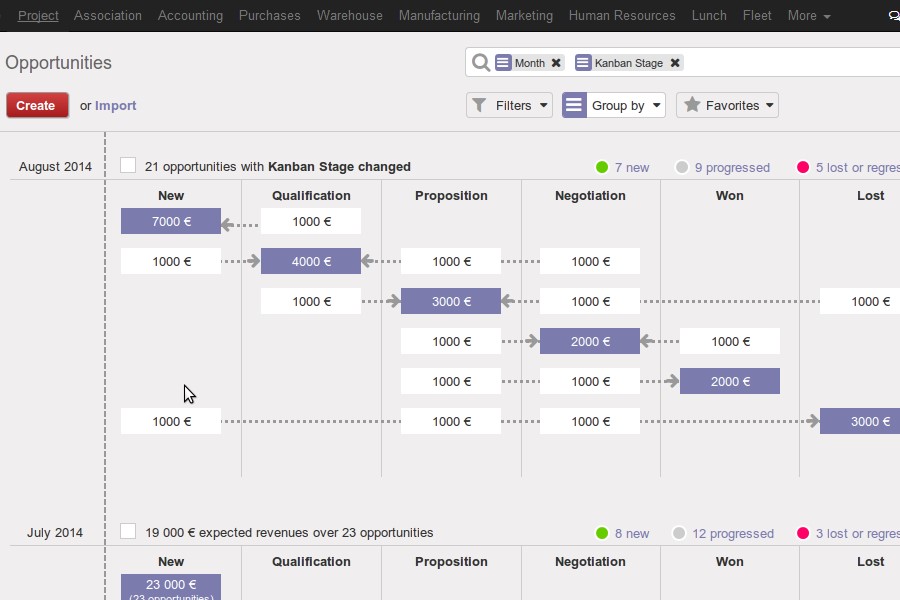 Project Association Accounting Purchases Warehouse Manufacturing Marketing Human Resources Lunch Fleet More
Opportunities
Month Kanban Stage
Create or Import
Filters Group by Favorites
August 2014
21 opportunities with Kanban Stage changed
7 new 9 progressed 5 lost or regres
New Qualification Proposition Negotiation Won Lost
7000 € 1000 €
1000 € 4000 € 1000 € 1000 €
1000 € 3000 € 1000 € 1000 €
1000 € 2000 € 1000 €
1000 € 1000 € 2000 €
1000 € 1000 € 1000 € 3000 €
July 2014
19 000 € expected revenues over 23 opportunities
8 new 12 progressed 3 lost or regres
New Qualification Proposition Negotiation Won Lost
23 000 €
(23 opportunities)